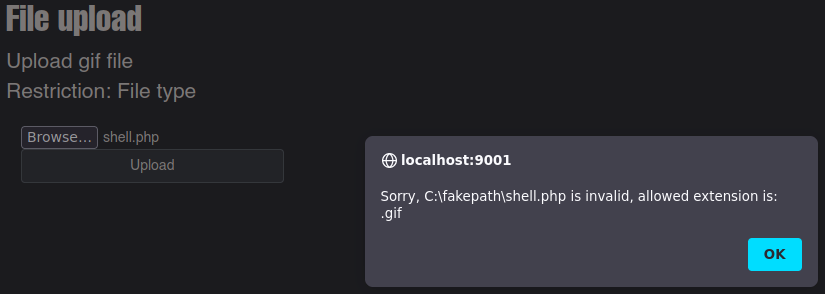 File upload
Upload gif file
Restriction: File type
Browse... shell.php
Upload
localhost:9001
Sorry, C:\fakepath\shell.php is invalid, allowed extension is:
.gif
OK